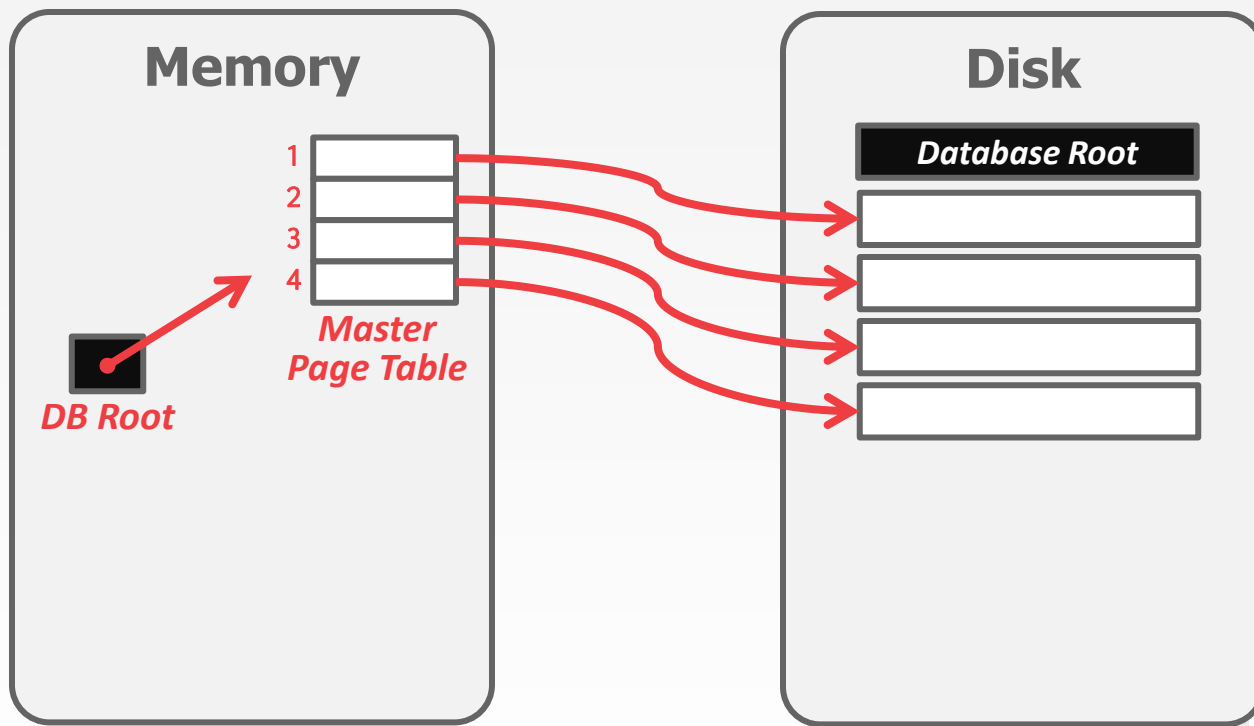 Memory
Disk
1
2
3
4
Master
Page Table
DB Root
Database Root